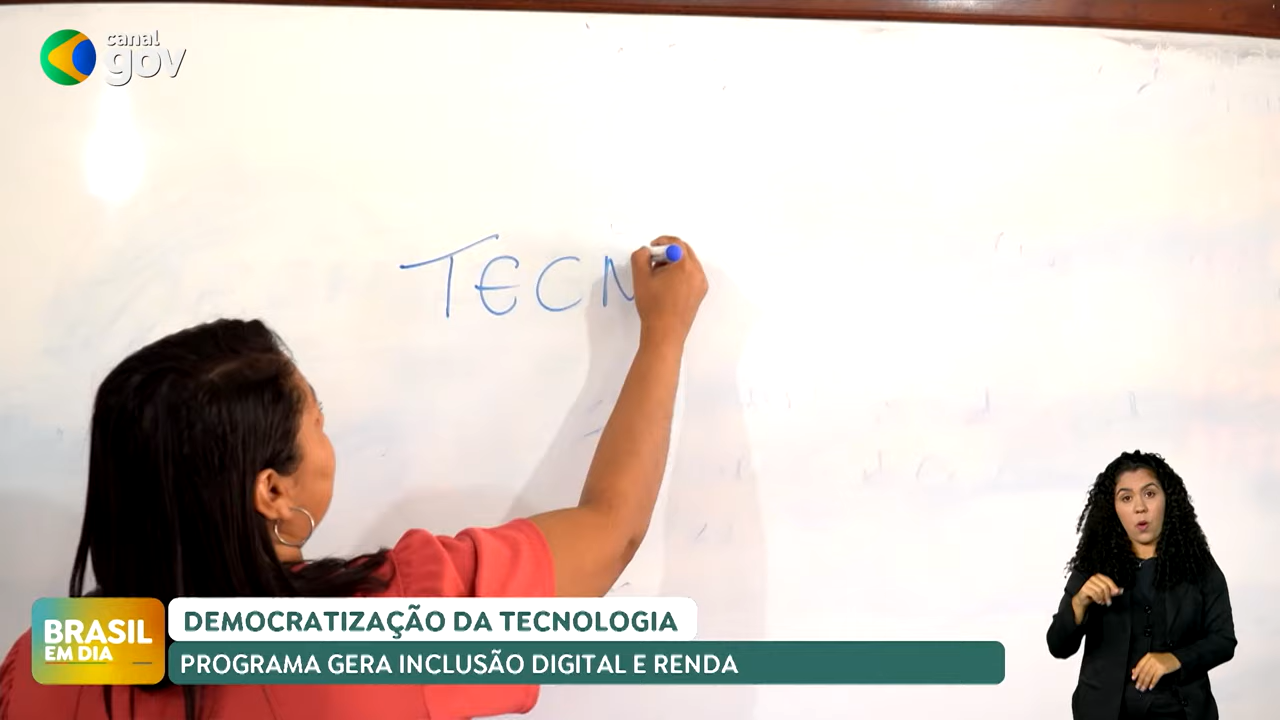 canal
gov
TECN
BRASIL
EM DIA
DEMOCRATIZAÇÃO DA TECNOLOGIA
PROGRAMA GERA INCLUSÃO DIGITAL E RENDA